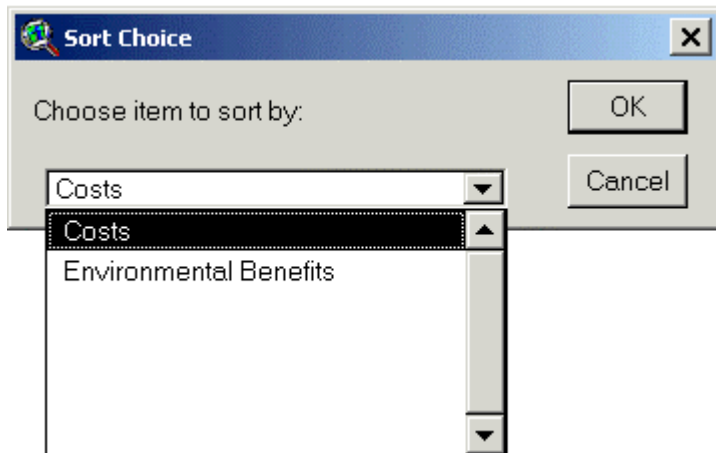 Sort Choice
Choose item to sort by:
OK
Costs
Cancel
Costs
Environmental Benefits